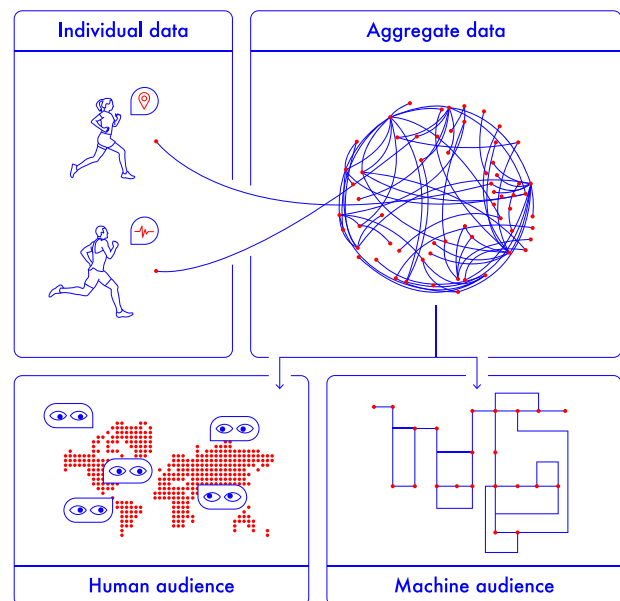 Individual data
Aggregate data
Human audience
Machine audience